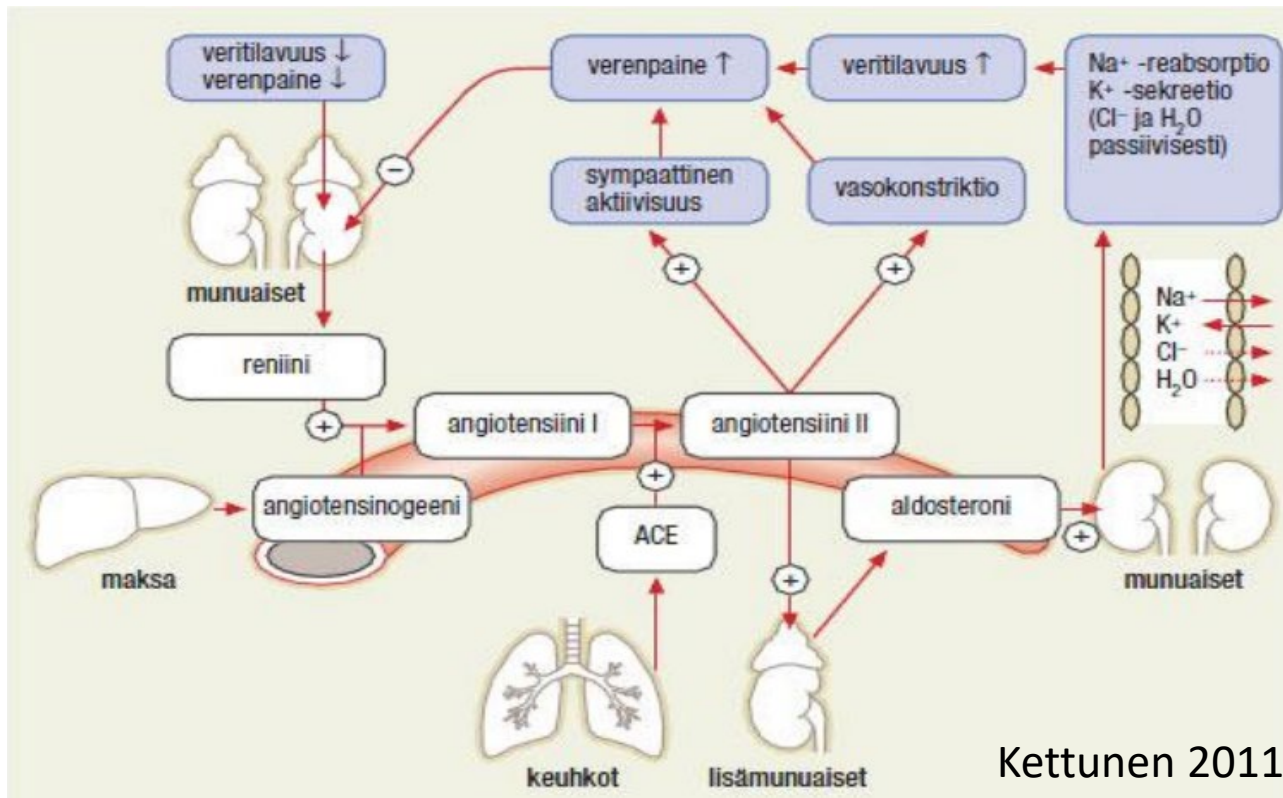 veritilavuus ↓
verenpaine ↓
verenpaine ↑
veritilavuus ↑
Na⁺ -reabsorptio
K⁺ -sekreetio
(Cl⁻ ja H₂O
passiivisesti)
sympaattinen
aktiivisuus
vasokonstriktio
−
+
+
munuaiset
Na⁺
K⁺
Cl⁻
H₂O
reniini
+
angiotensiini I
angiotensiini II
+
angiotensinogeeni
aldosteroni
ACE
+
+
maksa
munuaiset
keuhkot
lisämunuaiset
Kettunen 2011